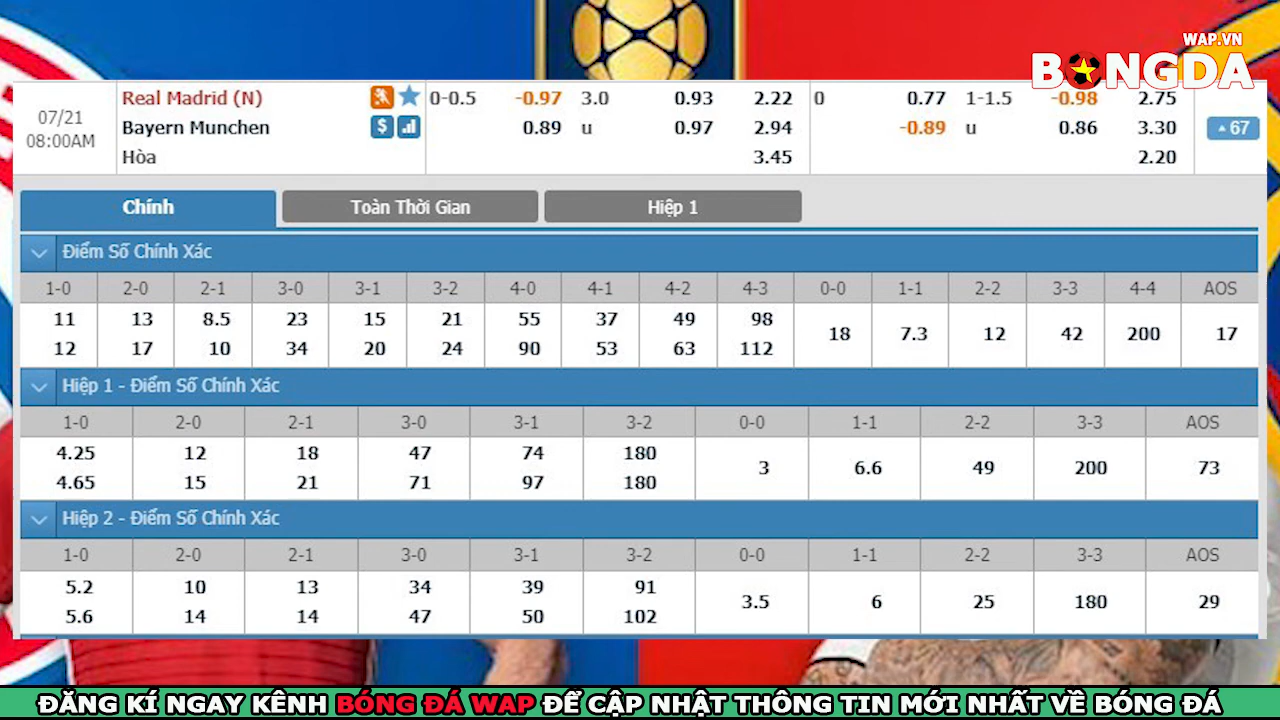 WAP.VN
BONGDA
07/21
08:00AM
Real Madrid (N)
Bayern Munchen
Hòa
$
0-0.5 -0.97 3.0 0.93 2.22 0 0.77 1-1.5 -0.98 2.75
0.89 u 0.97 2.94 -0.89 u 0.86 3.30
3.45 2.20
67
Chính Toàn Thời Gian Hiệp 1
Điểm Số Chính Xác
1-0 2-0 2-1 3-0 3-1 3-2 4-0 4-1 4-2 4-3 0-0 1-1 2-2 3-3 4-4 AOS
11 13 8.5 23 15 21 55 37 49 98
18 7.3 12 42 200 17
12 17 10 34 20 24 90 53 63 112
Hiệp 1 - Điểm Số Chính Xác
1-0 2-0 2-1 3-0 3-1 3-2 0-0 1-1 2-2 3-3 AOS
4.25 12 18 47 74 180
3 6.6 49 200 73
4.65 15 21 71 97 180
Hiệp 2 - Điểm Số Chính Xác
1-0 2-0 2-1 3-0 3-1 3-2 0-0 1-1 2-2 3-3 AOS
5.2 10 13 34 39 91
3.5 6 25 180 29
5.6 14 14 47 50 102
ĐĂNG KÍ NGAY KÊNH BÓNG ĐÁ WAP ĐỂ CẬP NHẬT THÔNG TIN MỚI NHẤT VỀ BÓNG ĐÁ